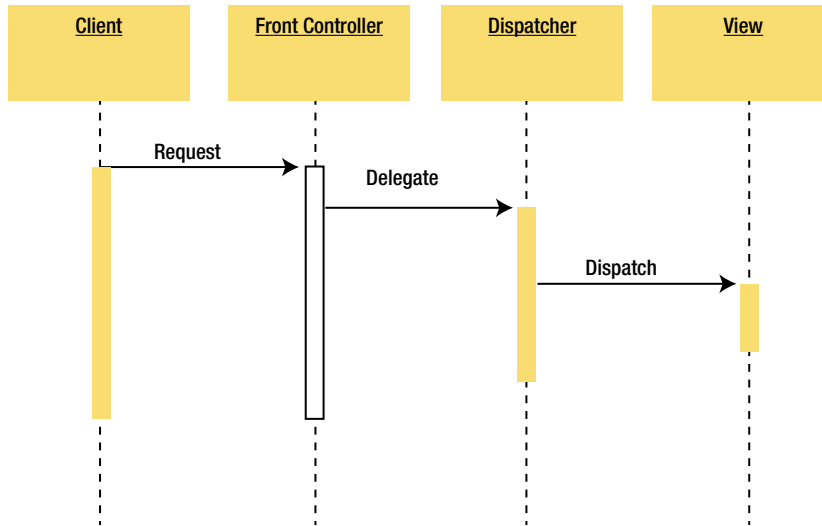 Client
Front Controller
Dispatcher
View
Request
Delegate
Dispatch